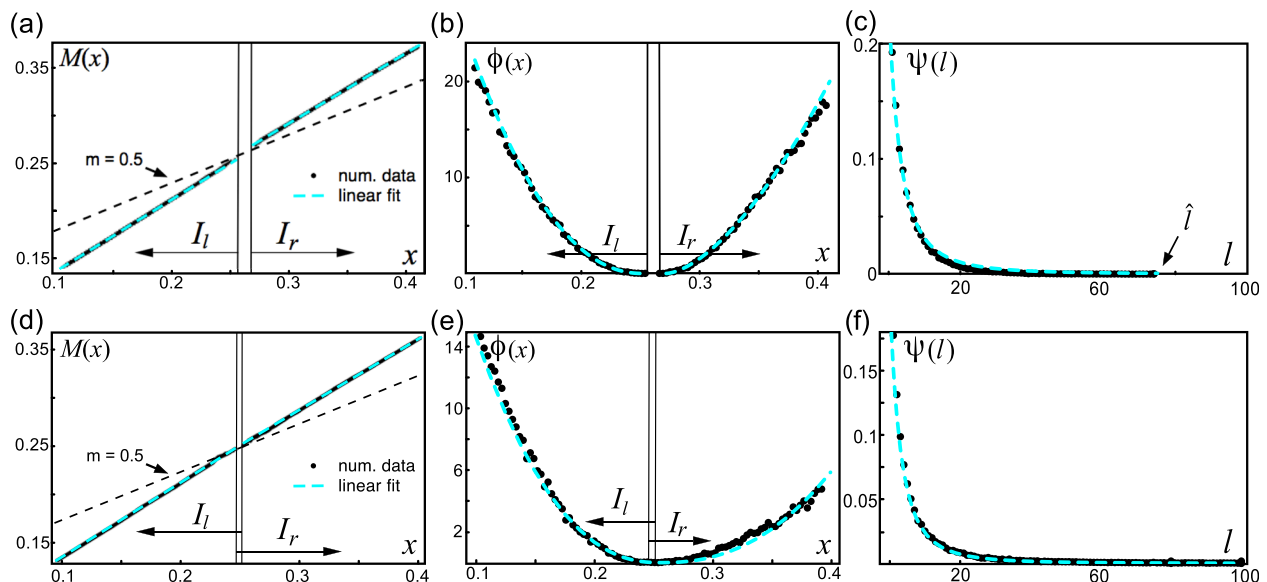 (a)
M(x)
0.35
0.25
0.15
m = 0.5
num. data
linear fit
I_l
I_r
x
0.1
0.2
0.3
0.4
(b)
ϕ(x)
20
10
I_l
I_r
x
0.1
0.2
0.3
0.4
(c)
0.2
ψ(l)
0.1
0
l̂
l
20
60
100
(d)
0.35
M(x)
0.25
0.15
m = 0.5
num. data
linear fit
I_l
I_r
x
0.1
0.2
0.3
0.4
(e)
14
ϕ(x)
12
10
8
6
4
2
I_l
I_r
x
0.1
0.2
0.3
0.4
(f)
ψ(l)
0.15
0.1
0.05
l
20
60
100